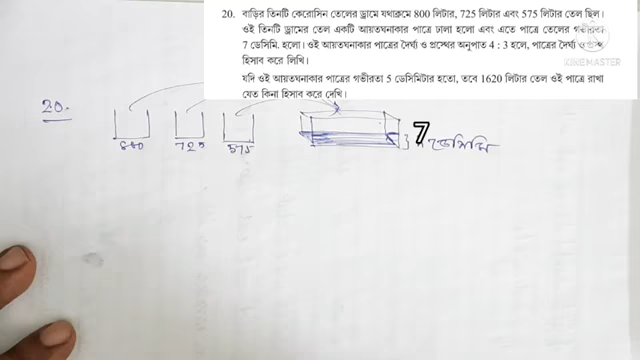 20. বাড়ির তিনটি কেরোসিন তেলের ড্রামে যথাক্রমে 800 লিটার, 725 লিটার এবং 575 লিটার তেল ছিল।
ওই তিনটি ড্রামের তেল একটি আয়তঘনাকার পাত্রে ঢালা হলো এবং এতে পাত্রে তেলের গভীরতা
7 ডেসিমি. হলো। ওই আয়তঘনাকার পাত্রের দৈর্ঘ্য ও প্রস্থের অনুপাত 4 : 3 হলে, পাত্রের দৈর্ঘ্য ও প্রস্থ
হিসাব করে লিখি।
যদি ওই আয়তঘনাকার পাত্রের গভীরতা 5 ডেসিমিটার হতো, তবে 1620 লিটার তেল ওই পাত্রে রাখা
যেত কিনা হিসাব করে দেখি।
KINEMASTER
20.
800 725 575 7 ডেসিমি